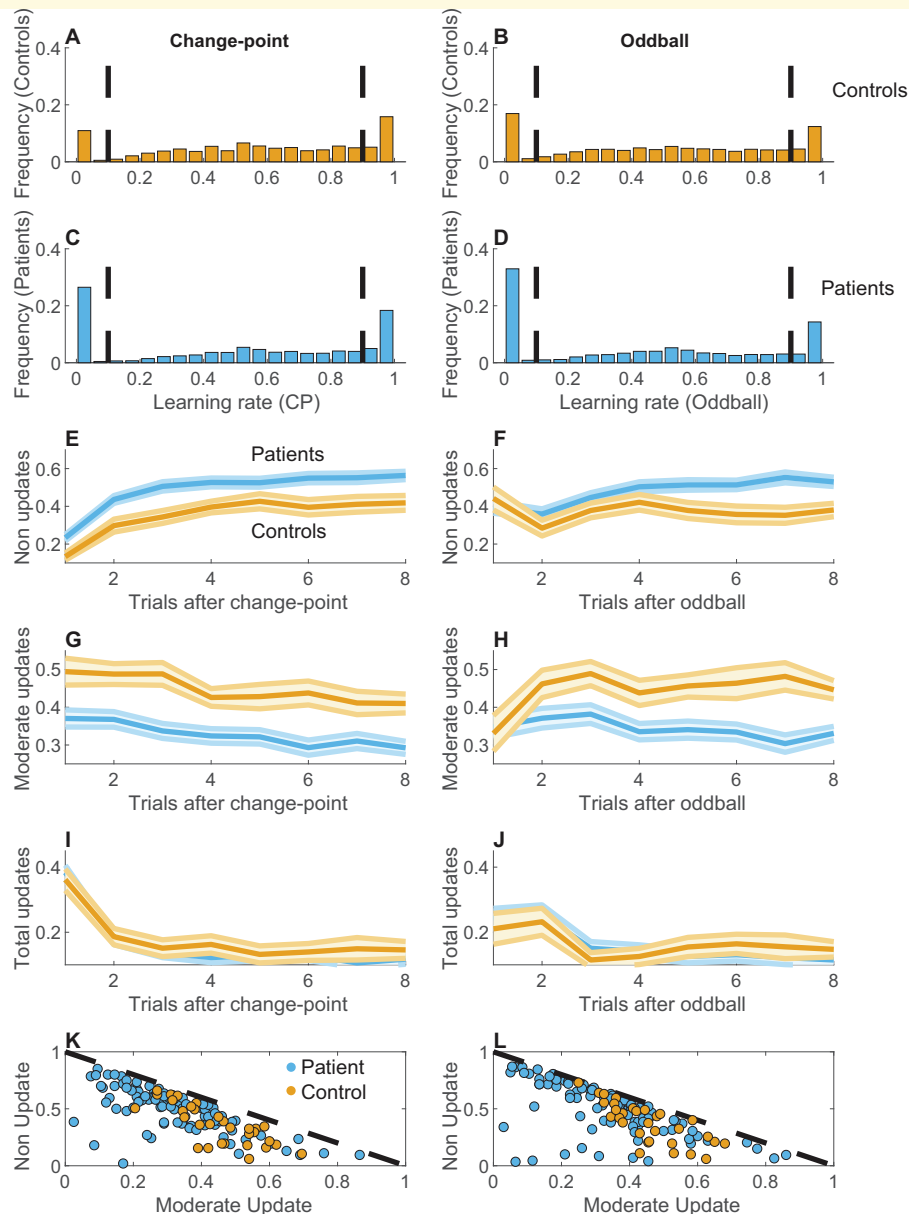 A Change-point
B Oddball
Frequency (Controls)
0.4
0.2
0
0 0.2 0.4 0.6 0.8 1
Frequency (Controls)
0.4
0.2
0
0 0.2 0.4 0.6 0.8 1
Controls
C
Frequency (Patients)
0.4
0.2
0
0 0.2 0.4 0.6 0.8 1
Learning rate (CP)
D
Frequency (Patients)
0.4
0.2
0
0 0.2 0.4 0.6 0.8 1
Learning rate (Oddball)
Patients
E
Non updates
0.6
0.4
0.2
Patients
Controls
2 4 6 8
Trials after change-point
F
Non updates
0.6
0.4
0.2
2 4 6 8
Trials after oddball
G
Moderate updates
0.5
0.4
0.3
2 4 6 8
Trials after change-point
H
Moderate updates
0.5
0.4
0.3
2 4 6 8
Trials after oddball
I
Total updates
0.4
0.2
2 4 6 8
Trials after change-point
J
Total updates
0.4
0.2
2 4 6 8
Trials after oddball
K
Non Update
1
0.5
0
Patient
Control
0 0.2 0.4 0.6 0.8 1
Moderate Update
L
Non Update
1
0.5
0
0 0.2 0.4 0.6 0.8 1
Moderate Update